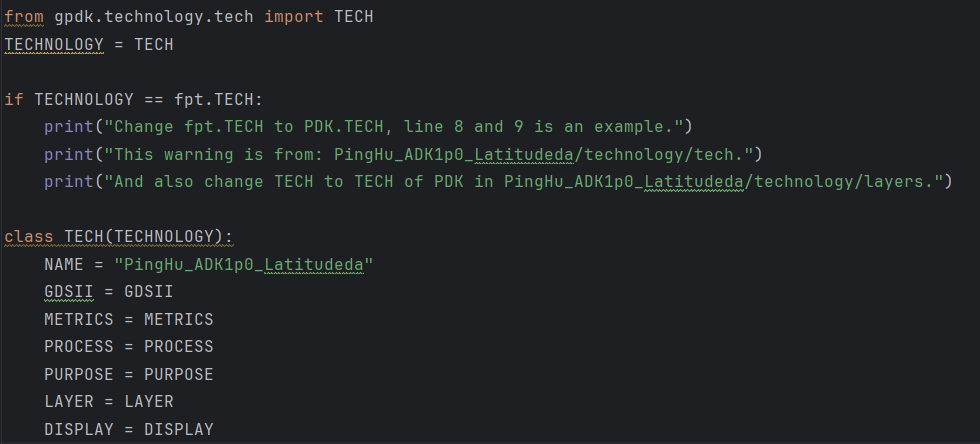 from gpdk.technology.tech import TECH
TECHNOLOGY = TECH
if TECHNOLOGY == fpt.TECH:
    print("Change fpt.TECH to PDK.TECH, line 8 and 9 is an example.")
    print("This warning is from: PingHu_ADK1p0_Latitudeda/technology/tech.")
    print("And also change TECH to TECH of PDK in PingHu_ADK1p0_Latitudeda/technology/layers.")
class TECH(TECHNOLOGY):
    NAME = "PingHu_ADK1p0_Latitudeda"
    GDSII = GDSII
    METRICS = METRICS
    PROCESS = PROCESS
    PURPOSE = PURPOSE
    LAYER = LAYER
    DISPLAY = DISPLAY